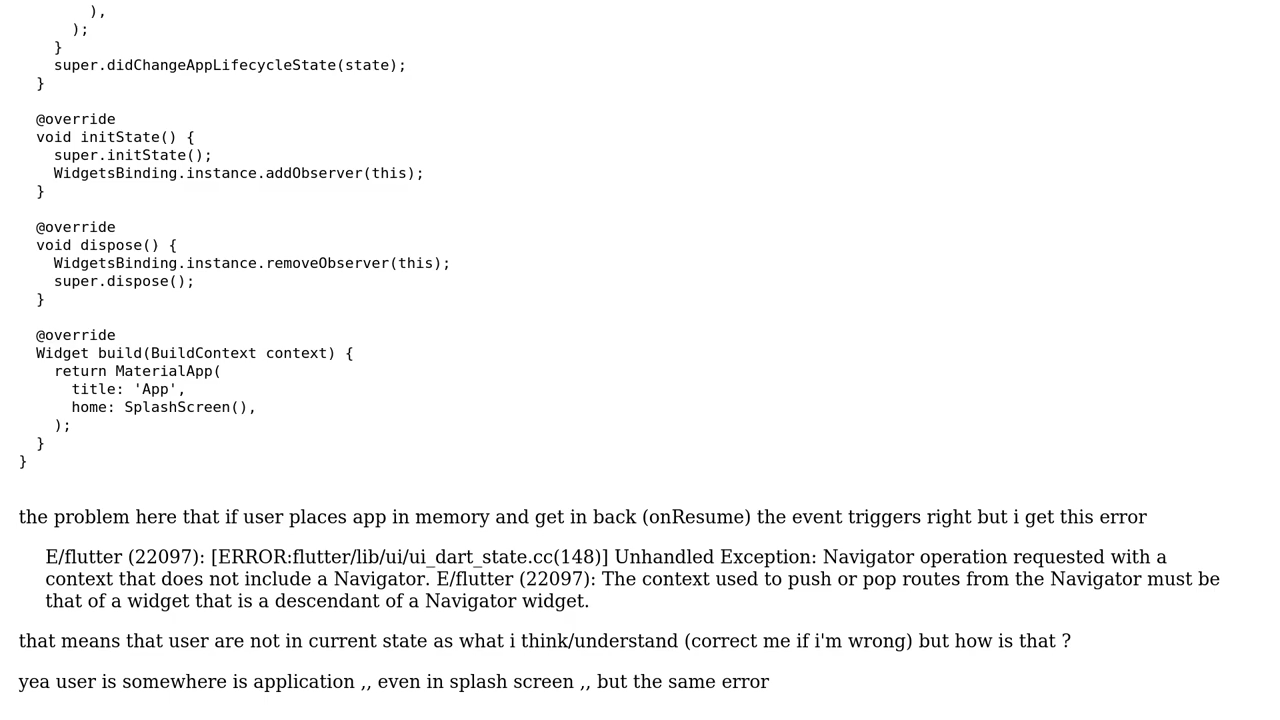 ),
      );
    }
    super.didChangeAppLifecycleState(state);
  }

  @override
  void initState() {
    super.initState();
    WidgetsBinding.instance.addObserver(this);
  }

  @override
  void dispose() {
    WidgetsBinding.instance.removeObserver(this);
    super.dispose();
  }

  @override
  Widget build(BuildContext context) {
    return MaterialApp(
      title: 'App',
      home: SplashScreen(),
    );
  }
}

the problem here that if user places app in memory and get in back (onResume) the event triggers right but i get this error
E/flutter (22097): [ERROR:flutter/lib/ui/ui_dart_state.cc(148)] Unhandled Exception: Navigator operation requested with a
context that does not include a Navigator. E/flutter (22097): The context used to push or pop routes from the Navigator must be
that of a widget that is a descendant of a Navigator widget.
that means that user are not in current state as what i think/understand (correct me if i'm wrong) but how is that ?
yea user is somewhere is application ,, even in splash screen ,, but the same error